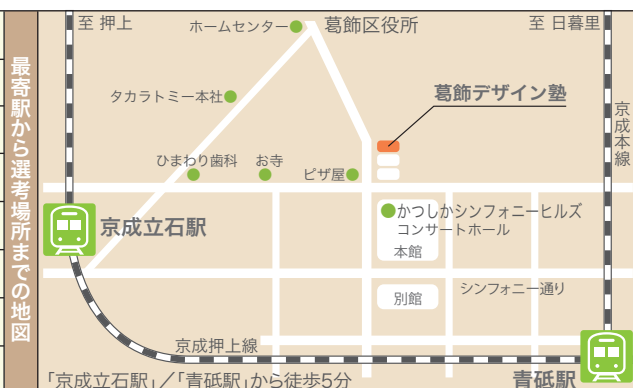 最寄駅から選考場所までの地図
至 押上
ホームセンター
葛飾区役所
至 日暮里
タカラトミー本社
葛飾デザイン塾
京成本線
ひまわり歯科
お寺
ピザ屋
京成立石駅
かつしかシンフォニーヒルズ
コンサートホール
本館
別館
シンフォニー通り
京成押上線
「京成立石駅」／「青砥駅」から徒歩5分
青砥駅